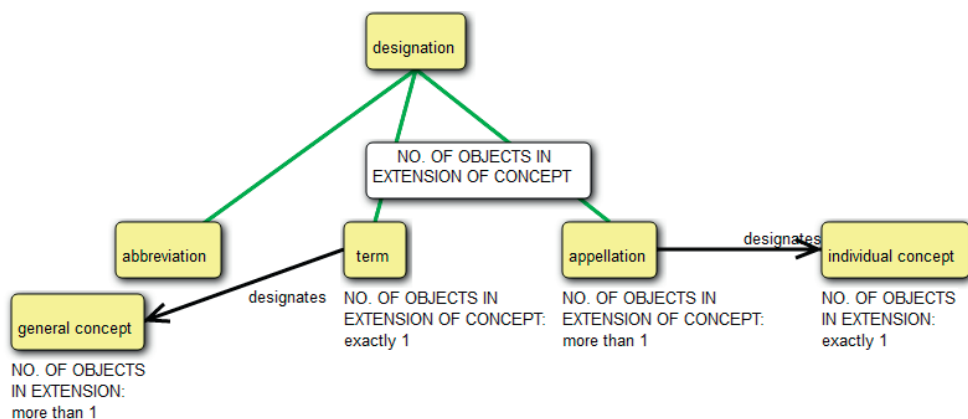 designation
NO. OF OBJECTS IN
EXTENSION OF CONCEPT
abbreviation
term
appellation
designates
individual concept
designates
general concept
NO. OF OBJECTS IN
EXTENSION OF CONCEPT:
exactly 1
NO. OF OBJECTS IN
EXTENSION OF CONCEPT:
more than 1
NO. OF OBJECTS
IN EXTENSION:
exactly 1
NO. OF OBJECTS
IN EXTENSION:
more than 1